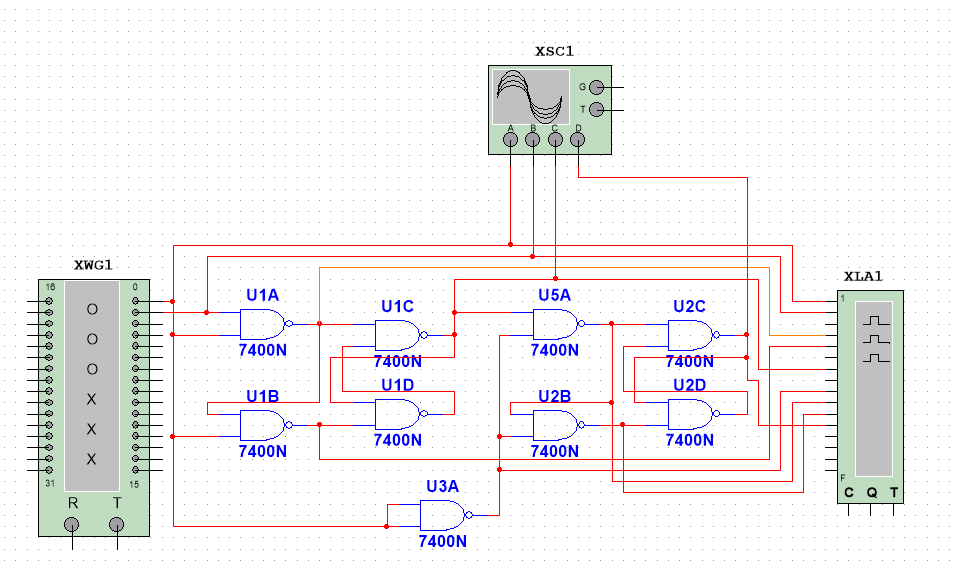 XSC1
G
T
A B C D
XWG1
16 0
O
O
O
X
X
X
31 15
R T
U1A
7400N
U1C
7400N
U5A
7400N
U2C
7400N
U1B
7400N
U1D
7400N
U2B
7400N
U2D
7400N
U3A
7400N
XLA1
1
F
C Q T